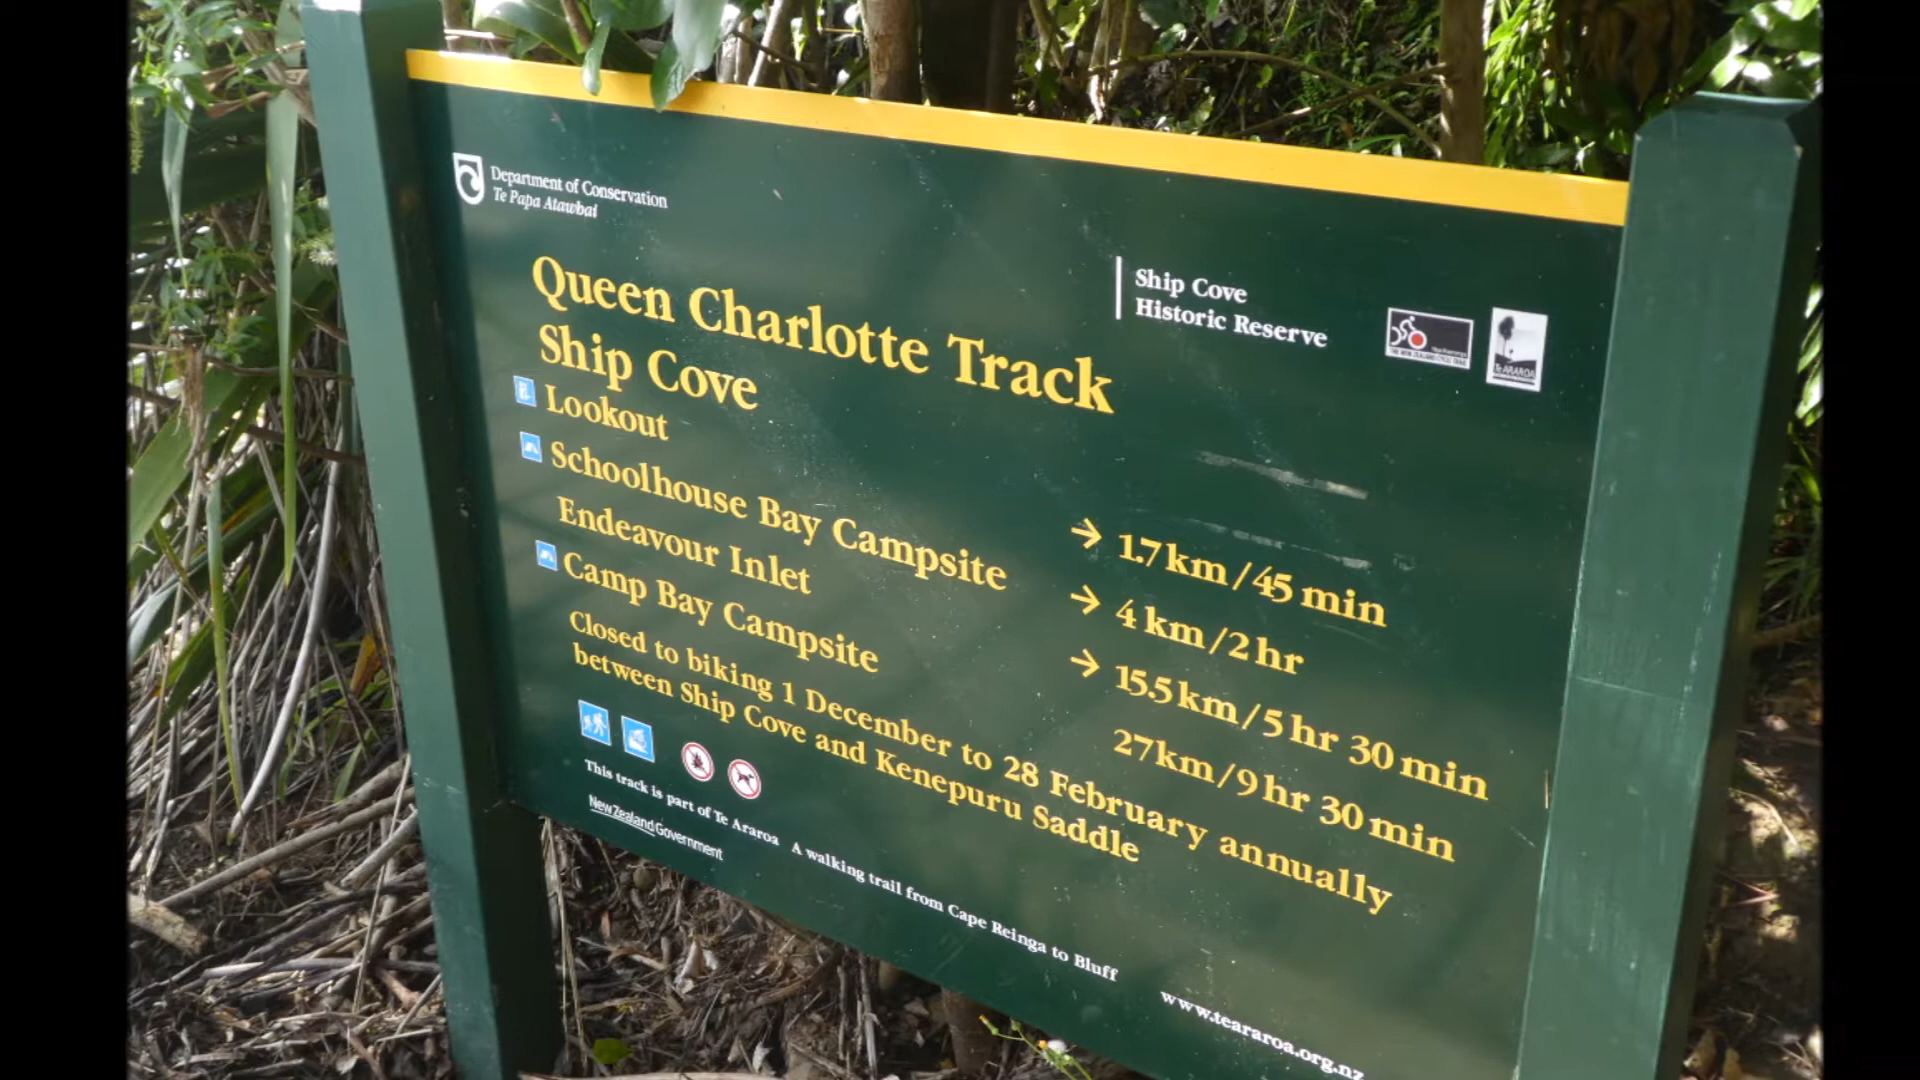 Department of Conservation
Te Papa Atawhai
Ship Cove
Historic Reserve
Te ARAROA
Queen Charlotte Track
Ship Cove
Lookout → 1.7 km / 45 min
Schoolhouse Bay Campsite → 4 km / 2 hr
Endeavour Inlet → 15.5 km / 5 hr 30 min
Camp Bay Campsite 27km / 9 hr 30 min
Closed to biking 1 December to 28 February annually
between Ship Cove and Kenepuru Saddle
This track is part of Te Araroa A walking trail from Cape Reinga to Bluff
New Zealand Government
www.teararoa.org.nz